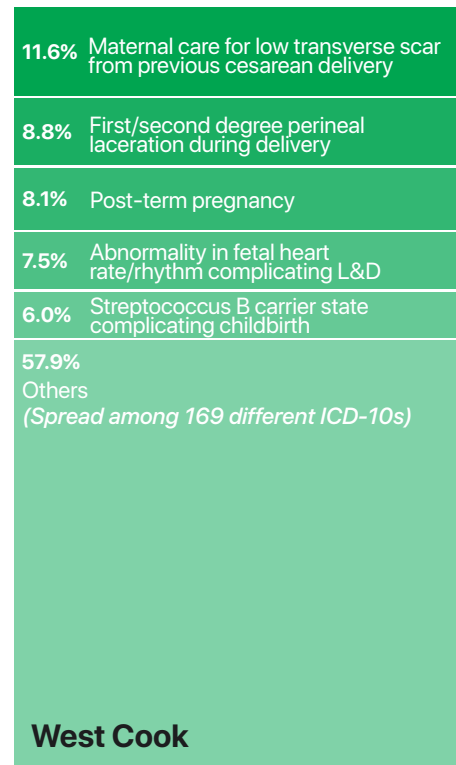 11.6% Maternal care for low transverse scar
from previous cesarean delivery
8.8% First/second degree perineal
laceration during delivery
8.1% Post-term pregnancy
7.5% Abnormality in fetal heart
rate/rhythm complicating L&D
6.0% Streptococcus B carrier state
complicating childbirth
57.9%
Others
(Spread among 169 different ICD-10s)
West Cook